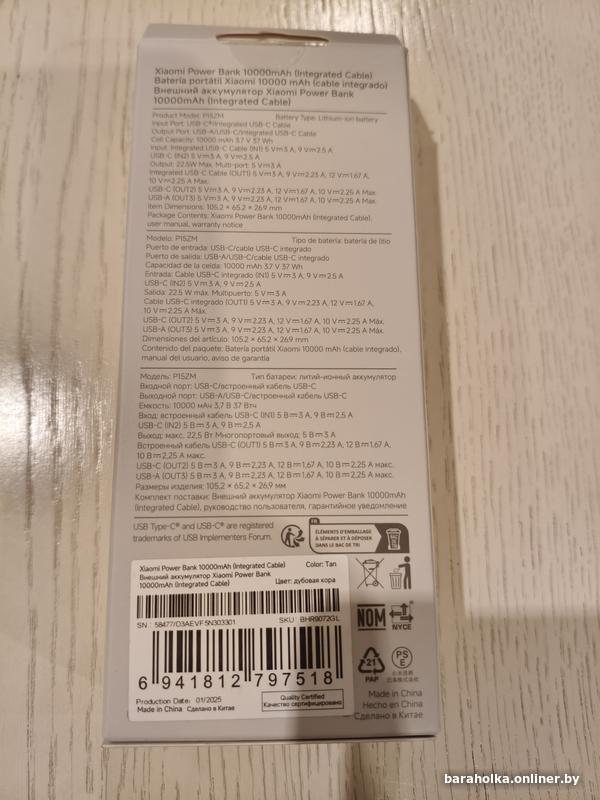 Xiaomi Power Bank 10000mAh (Integrated Cable)
Batería portátil Xiaomi 10000 mAh (cable integrado)
Внешний аккумулятор Xiaomi Power Bank
10000mAh (Integrated Cable)
Product Model: P15ZM Battery Type: Lithium-ion battery
Input Port: USB-C®/Integrated USB-C Cable
Output Port: USB-A/USB-C/Integrated USB-C Cable
Cell Capacity: 10000 mAh 3.7 V 37 Wh
Input: Integrated USB-C Cable (IN1) 5 V⎓3 A, 9 V⎓2.5 A
USB-C (IN2) 5 V⎓3 A, 9 V⎓2.5 A
Output: 22.5W Max. Multi-port: 5 V⎓3 A
Integrated USB-C Cable (OUT1) 5 V⎓3 A, 9 V⎓2.23 A, 12 V⎓1.67 A,
10 V⎓2.25 A Max.
USB-C (OUT2) 5 V⎓3 A, 9 V⎓2.23 A, 12 V⎓1.67 A, 10 V⎓2.25 A Max.
USB-A (OUT3) 5 V⎓3 A, 9 V⎓2.23 A, 12 V⎓1.67 A, 10 V⎓2.25 A Max.
Item Dimensions: 105.2 × 65.2 × 26.9 mm
Package Contents: Xiaomi Power Bank 10000mAh (Integrated Cable),
user manual, warranty notice
Modelo: P15ZM Tipo de batería: batería de litio
Puerto de entrada: USB-C/cable USB-C integrado
Puerto de salida: USB-A/USB-C/cable USB-C integrado
Capacidad de la celda: 10000 mAh 3.7 V 37 Wh
Entrada: Cable USB-C integrado (IN1) 5 V⎓3 A, 9 V⎓2.5 A
USB-C (IN2) 5 V⎓3 A, 9 V⎓2.5 A
Salida: 22.5 W máx. Multipuerto: 5 V⎓3 A
Cable USB-C integrado (OUT1) 5 V⎓3 A, 9 V⎓2.23 A, 12 V⎓1.67 A,
10 V⎓2.25 A Máx.
USB-C (OUT2) 5 V⎓3 A, 9 V⎓2.23 A, 12 V⎓1.67 A, 10 V⎓2.25 A Máx.
USB-A (OUT3) 5 V⎓3 A, 9 V⎓2.23 A, 12 V⎓1.67 A, 10 V⎓2.25 A Máx.
Dimensiones del artículo: 105.2 × 65.2 × 26.9 mm
Contenido del paquete: Batería portátil Xiaomi 10000 mAh (cable integrado),
manual del usuario, aviso de garantía
Модель: P15ZM Тип батареи: литий-ионный аккумулятор
Входной порт: USB-C/встроенный кабель USB-C
Выходной порт: USB-A/USB-C/встроенный кабель USB-C
Емкость: 10000 мАч 3,7 В 37 Втч
Вход: встроенный кабель USB-C (IN1) 5 В⎓3 А, 9 В⎓2.5 А
USB-C (IN2) 5 В⎓3 А, 9 В⎓2.5 А
Выход: макс. 22,5 Вт Многопортовый выход: 5 В⎓3 А
Встроенный кабель USB-C (OUT1) 5 В⎓3 А, 9 В⎓2,23 А, 12 В⎓1,67 А,
10 В⎓2,25 А макс.
USB-C (OUT2) 5 В⎓3 А, 9 В⎓2,23 А, 12 В⎓1,67 А, 10 В⎓2,25 А макс.
USB-A (OUT3) 5 В⎓3 А, 9 В⎓2,23 А, 12 В⎓1,67 А, 10 В⎓2,25 А макс.
Размеры изделия: 105,2 × 65,2 × 26,9 мм
Комплект поставки: Внешний аккумулятор Xiaomi Power Bank 10000mAh
(Integrated Cable), руководство пользователя, гарантийное уведомление
USB Type-C® and USB-C® are registered
trademarks of USB Implementers Forum.
FR
ÉLÉMENTS D'EMBALLAGE
À SÉPARER ET À DÉPOSER
DANS LE BAC DE TRI
Xiaomi Power Bank 10000mAh (Integrated Cable) Color: Tan
Внешний аккумулятор Xiaomi Power Bank
10000mAh (Integrated Cable) Цвет: дубовая кора
SN : 58477/D3AEVF5N303301 SKU : BHR9072GL
6 941812 797518
Production Date: 01/2025
Made in China Сделано в Китае
Quality Certified
Качество сертифицировано
NOM
NYCE
21
PAP
PS
E
Made in China
Hecho en China
Сделано в Китае
baraholka.onliner.by